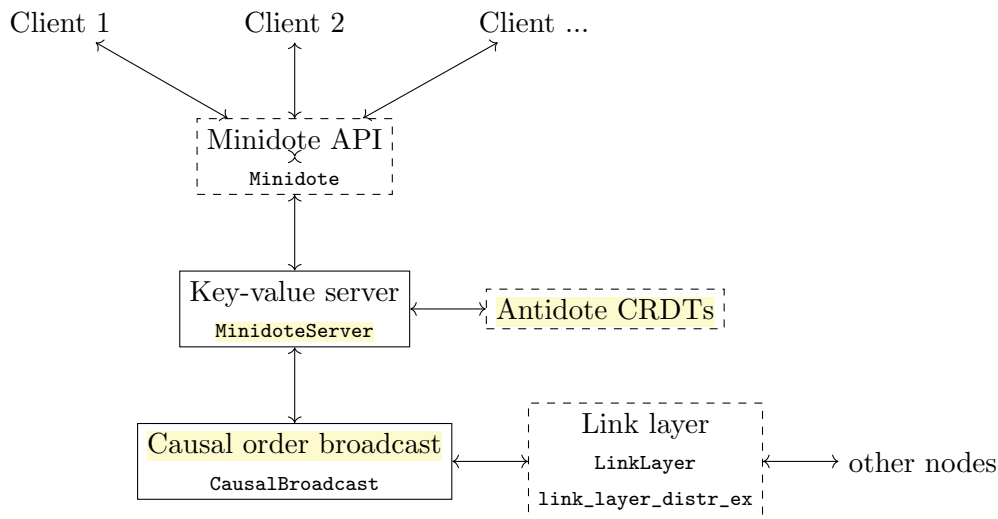 Client 1
Client 2
Client ...
Minidote API
Minidote
Key-value server
MinidoteServer
Antidote CRDTs
Causal order broadcast
CausalBroadcast
Link layer
LinkLayer
link_layer_distr_ex
other nodes